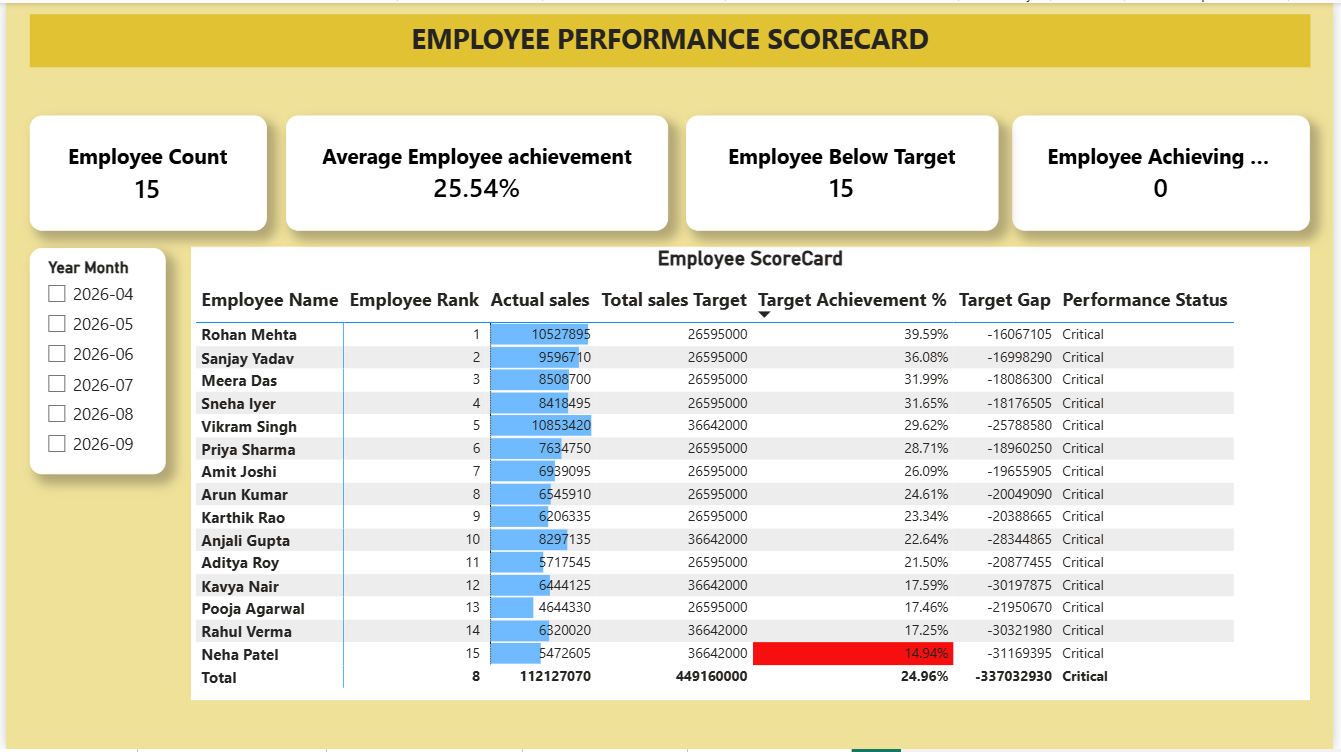 EMPLOYEE PERFORMANCE SCORECARD
Employee Count
15
Average Employee achievement
25.54%
Employee Below Target
15
Employee Achieving ...
0
Year Month
2026-04
2026-05
2026-06
2026-07
2026-08
2026-09
Employee ScoreCard
Employee Name Employee Rank Actual sales Total sales Target Target Achievement % Target Gap Performance Status
Rohan Mehta 1 10527895 26595000 39.59% -16067105 Critical
Sanjay Yadav 2 9596710 26595000 36.08% -16998290 Critical
Meera Das 3 8508700 26595000 31.99% -18086300 Critical
Sneha Iyer 4 8418495 26595000 31.65% -18176505 Critical
Vikram Singh 5 10853420 36642000 29.62% -25788580 Critical
Priya Sharma 6 7634750 26595000 28.71% -18960250 Critical
Amit Joshi 7 6939095 26595000 26.09% -19655905 Critical
Arun Kumar 8 6545910 26595000 24.61% -20049090 Critical
Karthik Rao 9 6206335 26595000 23.34% -20388665 Critical
Anjali Gupta 10 8297135 36642000 22.64% -28344865 Critical
Aditya Roy 11 5717545 26595000 21.50% -20877455 Critical
Kavya Nair 12 6444125 36642000 17.59% -30197875 Critical
Pooja Agarwal 13 4644330 26595000 17.46% -21950670 Critical
Rahul Verma 14 6320020 36642000 17.25% -30321980 Critical
Neha Patel 15 5472605 36642000 14.94% -31169395 Critical
Total 8 112127070 449160000 24.96% -337032930 Critical